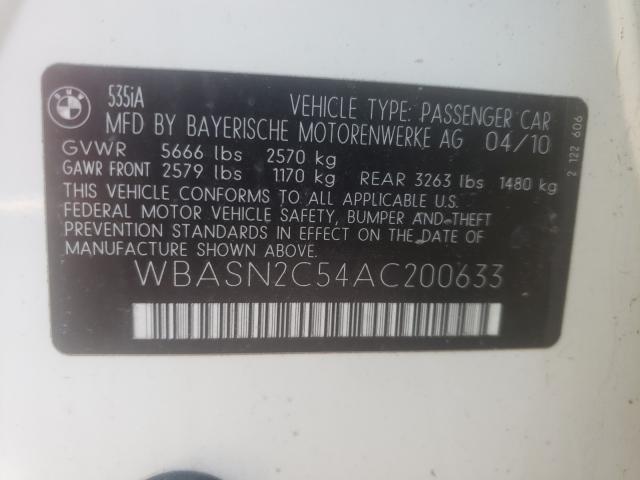 BMW
535iA
VEHICLE TYPE: PASSENGER CAR
MFD BY BAYERISCHE MOTORENWERKE AG 04/10
GVWR 5666 lbs 2570 kg
GAWR FRONT 2579 lbs 1170 kg REAR 3263 lbs 1480 kg
THIS VEHICLE CONFORMS TO ALL APPLICABLE U.S.
FEDERAL MOTOR VEHICLE SAFETY, BUMPER AND THEFT
PREVENTION STANDARDS IN EFFECT ON THE DATE OF
MANUFACTURE SHOWN ABOVE.
WBASN2C54AC200633
2 122 606